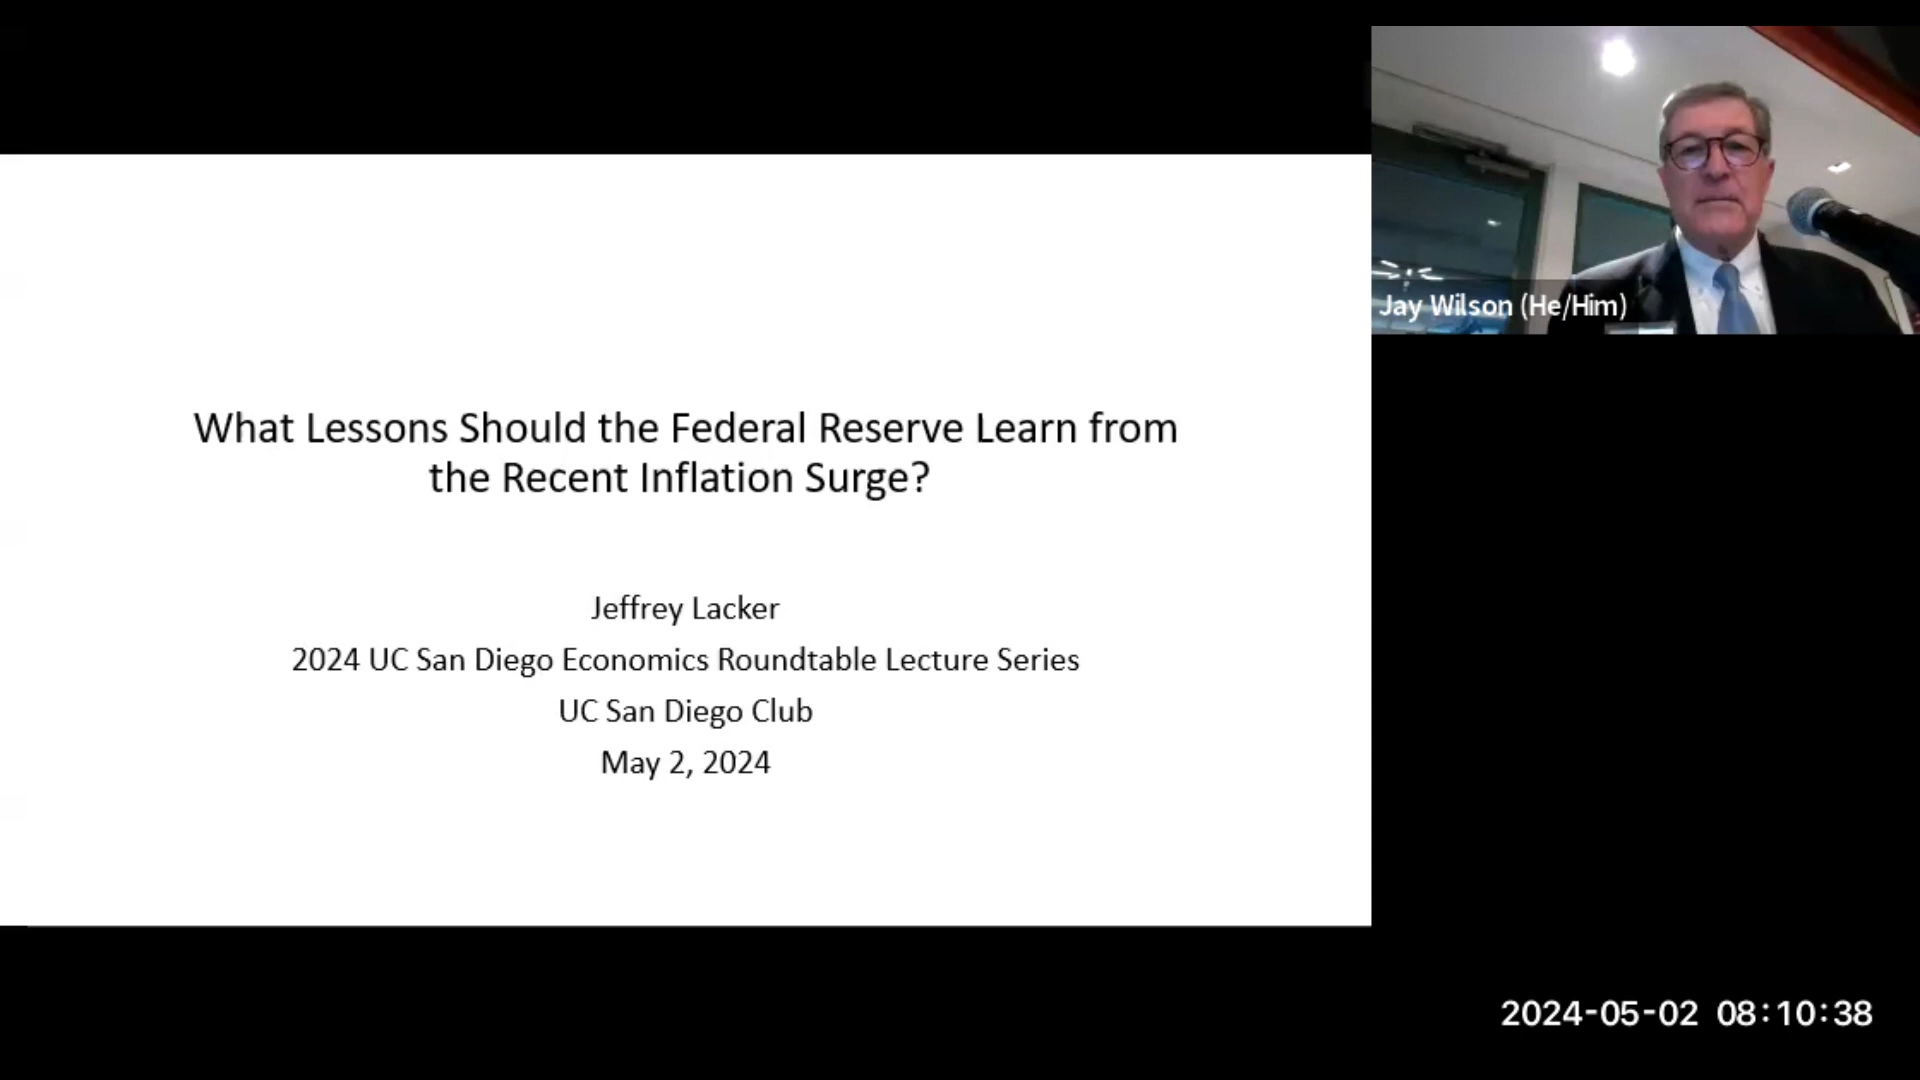 What Lessons Should the Federal Reserve Learn from
the Recent Inflation Surge?
Jeffrey Lacker
2024 UC San Diego Economics Roundtable Lecture Series
UC San Diego Club
May 2, 2024
Jay Wilson (He/Him)
2024-05-02 08:10:38